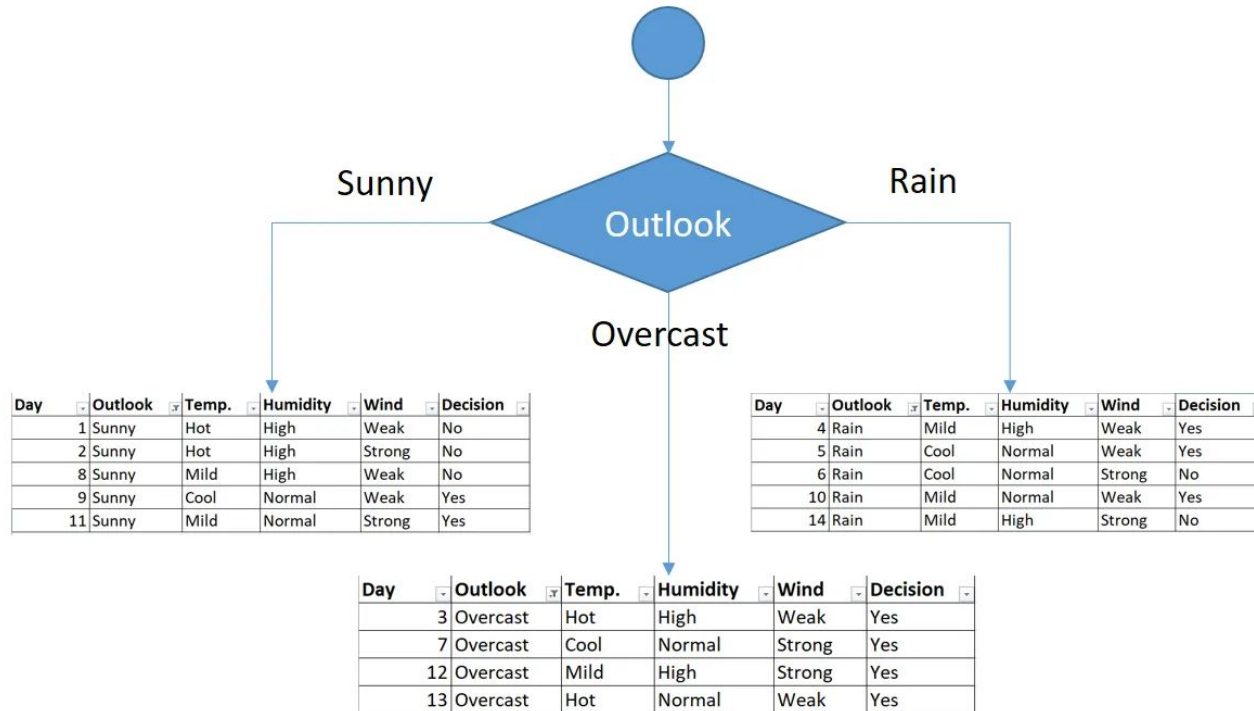 Sunny
Rain
Outlook
Overcast
Day Outlook Temp. Humidity Wind Decision
1 Sunny Hot High Weak No
2 Sunny Hot High Strong No
8 Sunny Mild High Weak No
9 Sunny Cool Normal Weak Yes
11 Sunny Mild Normal Strong Yes
Day Outlook Temp. Humidity Wind Decision
4 Rain Mild High Weak Yes
5 Rain Cool Normal Weak Yes
6 Rain Cool Normal Strong No
10 Rain Mild Normal Weak Yes
14 Rain Mild High Strong No
Day Outlook Temp. Humidity Wind Decision
3 Overcast Hot High Weak Yes
7 Overcast Cool Normal Strong Yes
12 Overcast Mild High Strong Yes
13 Overcast Hot Normal Weak Yes